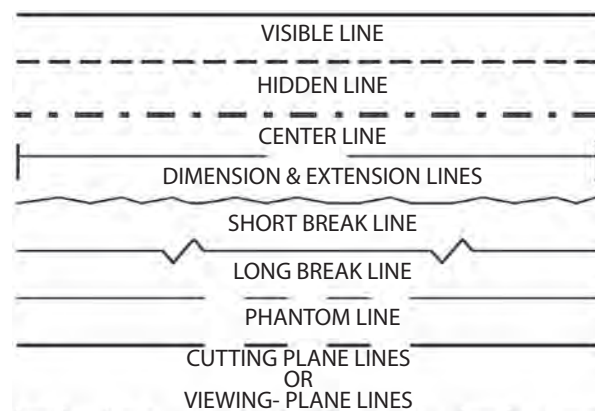 VISIBLE LINE
HIDDEN LINE
CENTER LINE
DIMENSION & EXTENSION LINES
SHORT BREAK LINE
LONG BREAK LINE
PHANTOM LINE
CUTTING PLANE LINES
OR
VIEWING- PLANE LINES